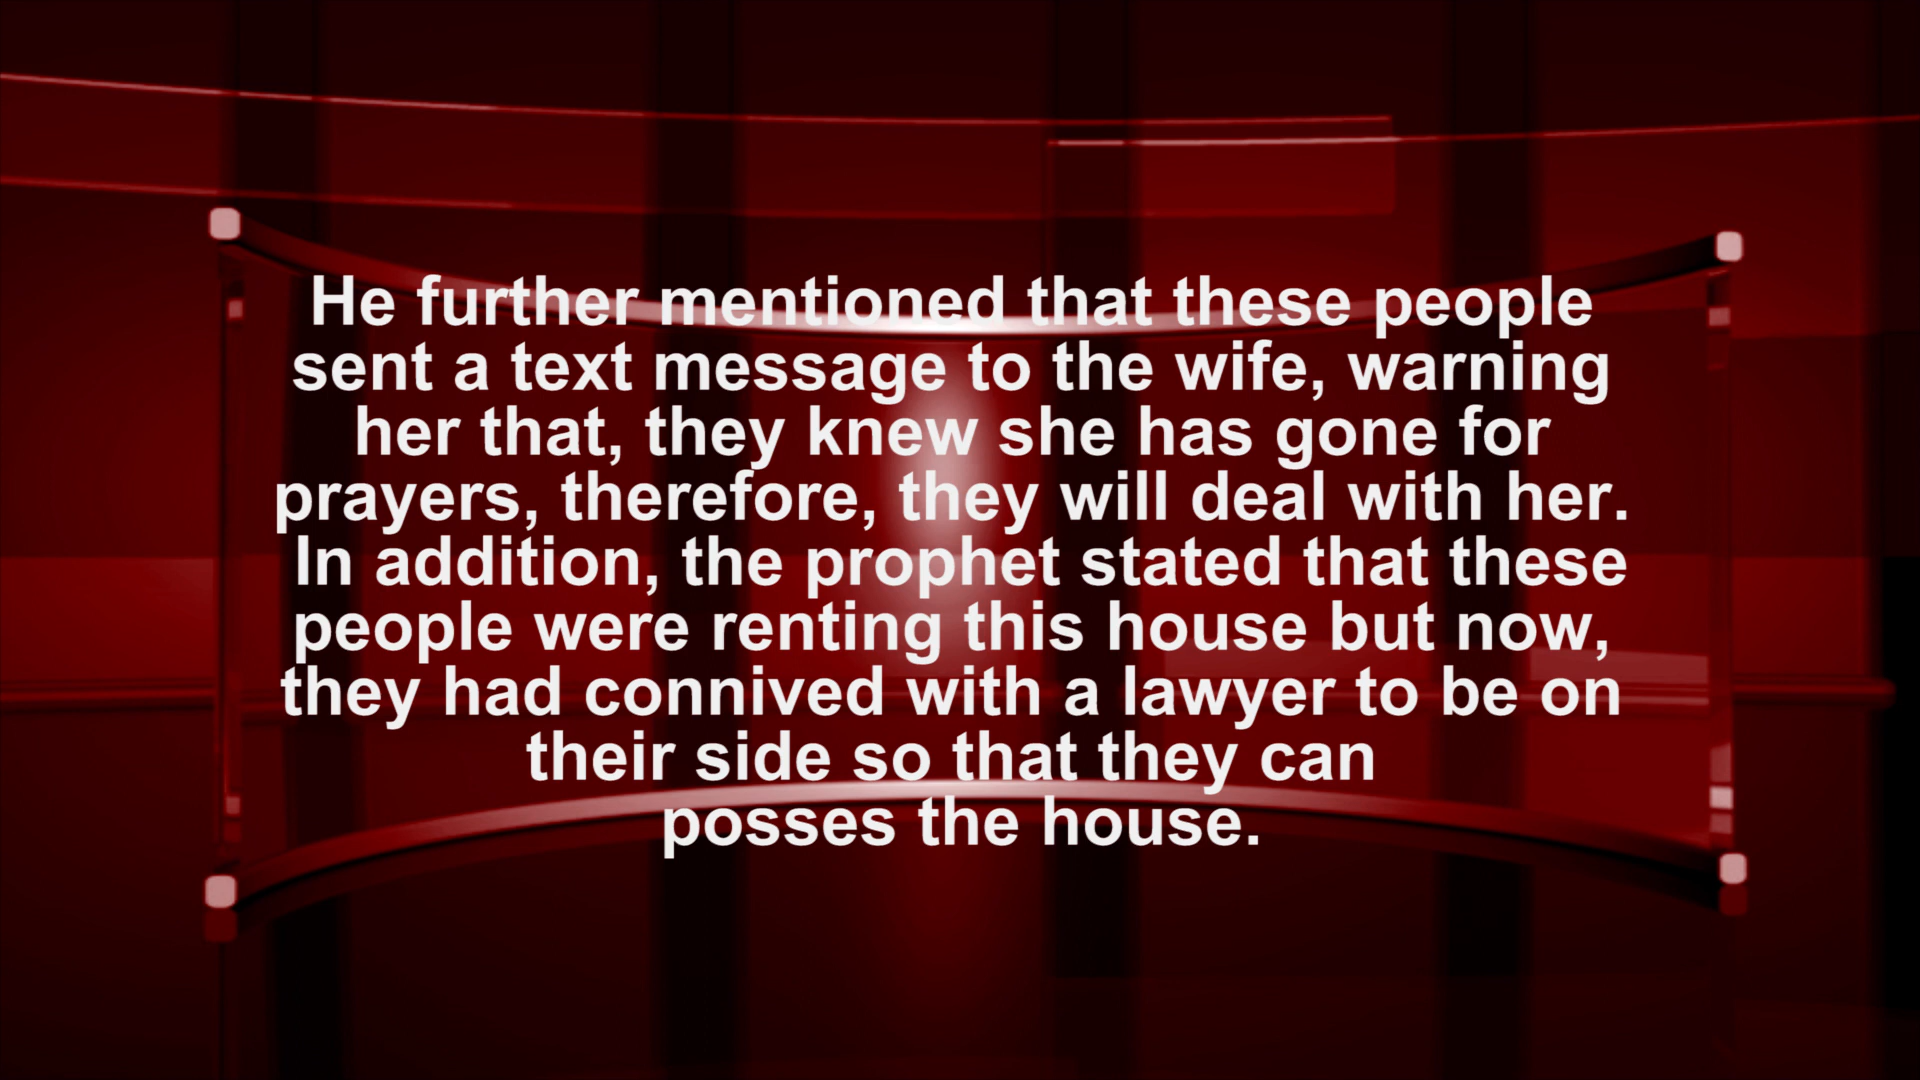 He further mentioned that these people
sent a text message to the wife, warning
her that, they knew she has gone for
prayers, therefore, they will deal with her.
In addition, the prophet stated that these
people were renting this house but now,
they had connived with a lawyer to be on
their side so that they can
posses the house.